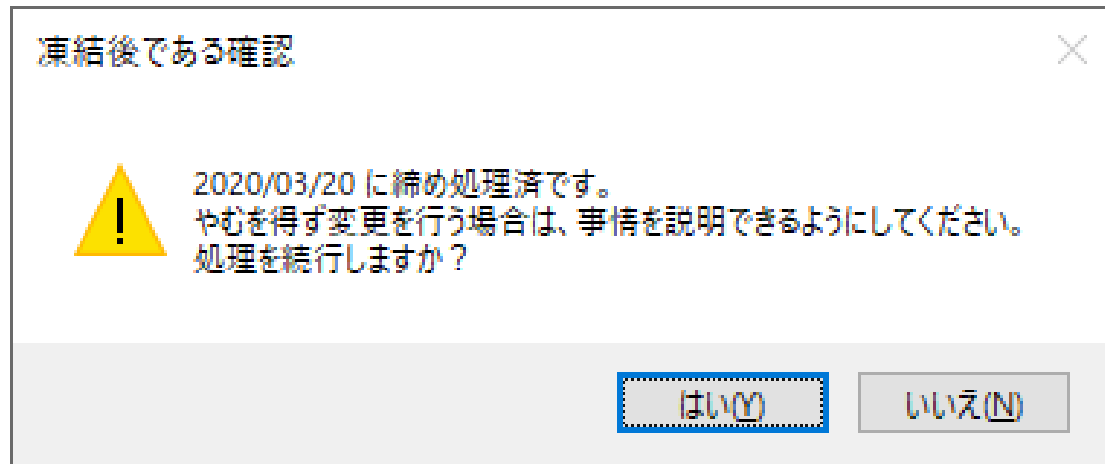 凍結後である確認
2020/03/20 に締め処理済です。
やむを得ず変更を行う場合は、事情を説明できるようにしてください。
処理を続行しますか？
はい(Y)
いいえ(N)